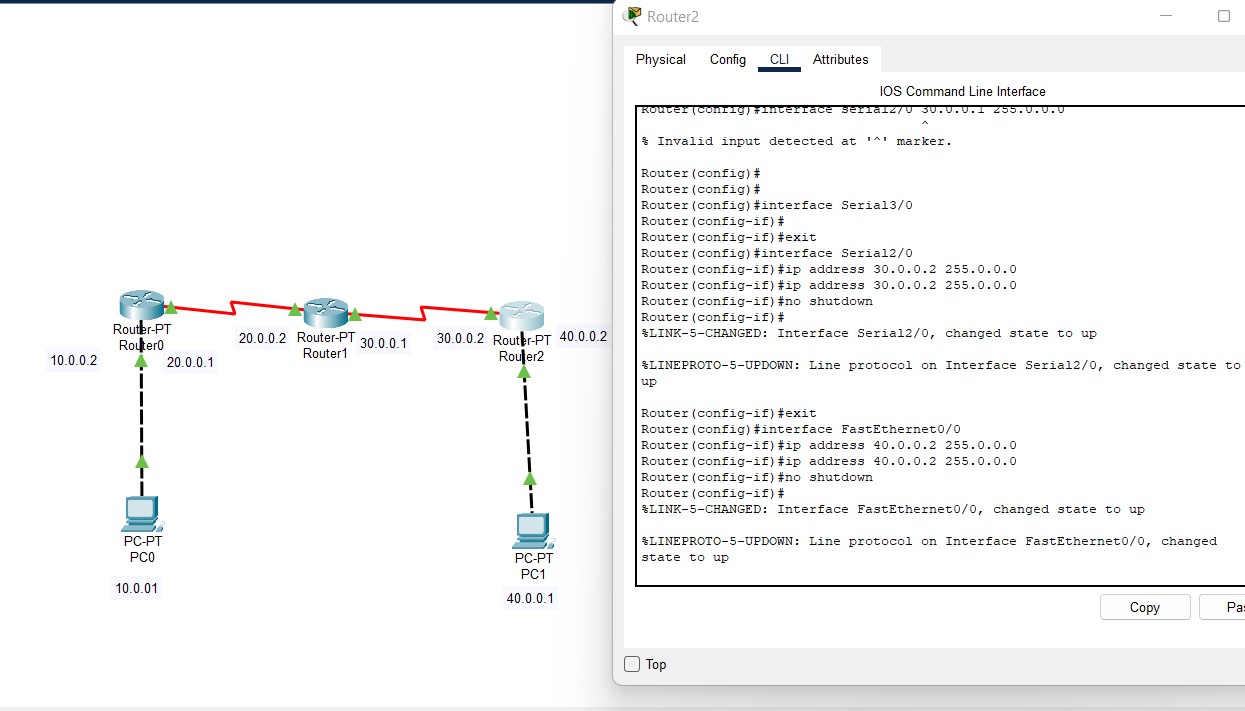 Router-PT
Router0
10.0.0.2
20.0.0.1
20.0.0.2
Router-PT
Router1
30.0.0.1
30.0.0.2
Router-PT
Router2
40.0.0.2
PC-PT
PC0
10.0.01
PC-PT
PC1
40.0.0.1
Router2
Physical
Config
CLI
Attributes
IOS Command Line Interface
Router(config)#interface Serial2/0 30.0.0.1 255.0.0.0
^
% Invalid input detected at '^' marker.
Router(config)#
Router(config)#
Router(config)#interface Serial3/0
Router(config-if)#
Router(config-if)#exit
Router(config)#interface Serial2/0
Router(config-if)#ip address 30.0.0.2 255.0.0.0
Router(config-if)#ip address 30.0.0.2 255.0.0.0
Router(config-if)#no shutdown
Router(config-if)#
%LINK-5-CHANGED: Interface Serial2/0, changed state to up
%LINEPROTO-5-UPDOWN: Line protocol on Interface Serial2/0, changed state to
up
Router(config-if)#exit
Router(config)#interface FastEthernet0/0
Router(config-if)#ip address 40.0.0.2 255.0.0.0
Router(config-if)#ip address 40.0.0.2 255.0.0.0
Router(config-if)#no shutdown
Router(config-if)#
%LINK-5-CHANGED: Interface FastEthernet0/0, changed state to up
%LINEPROTO-5-UPDOWN: Line protocol on Interface FastEthernet0/0, changed
state to up
Copy
Top